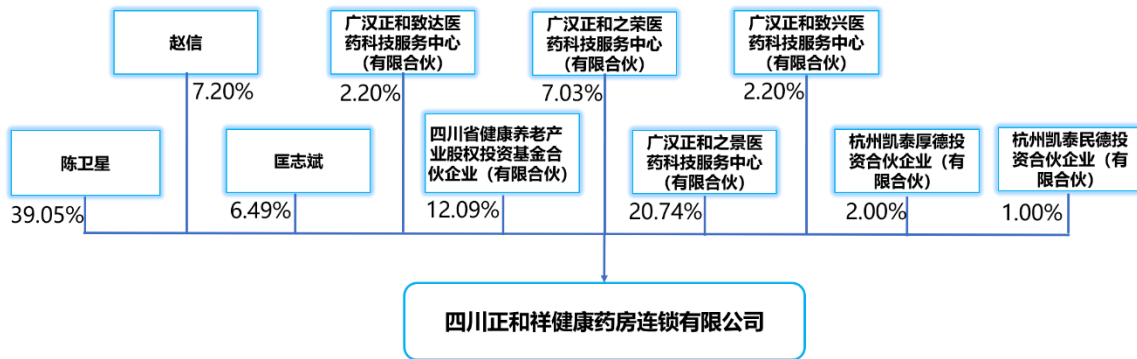 赵信
广汉正和致达医
药科技服务中心
（有限合伙）
广汉正和之荣医
药科技服务中心
（有限合伙）
广汉正和致兴医
药科技服务中心
（有限合伙）
7.20%
2.20%
7.03%
2.20%
陈卫星
匡志斌
四川省健康养老产
业股权投资基金合
伙企业（有限合伙）
广汉正和之景医
药科技服务中心
（有限合伙）
杭州凯泰厚德投
资合伙企业（有
限合伙）
杭州凯泰民德投
资合伙企业（有
限合伙）
39.05%
6.49%
12.09%
20.74%
2.00%
1.00%
四川正和祥健康药房连锁有限公司